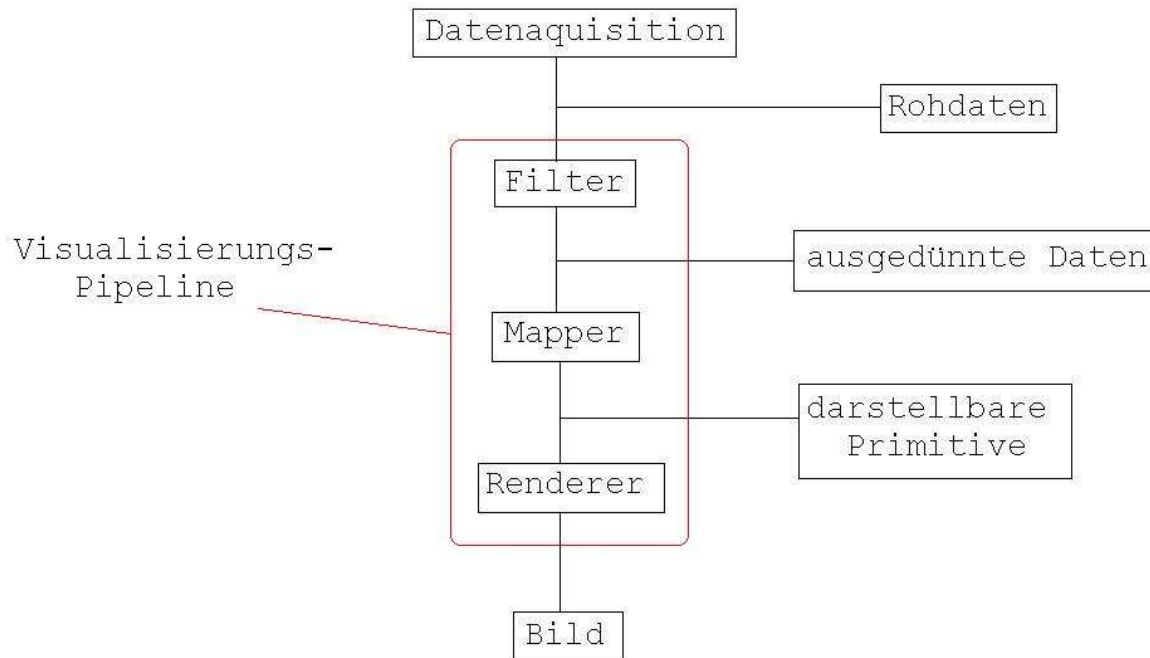 Datenaquisition
Rohdaten
Filter
Visualisierungs-
Pipeline
ausgedünnte Daten
Mapper
darstellbare
Primitive
Renderer
Bild